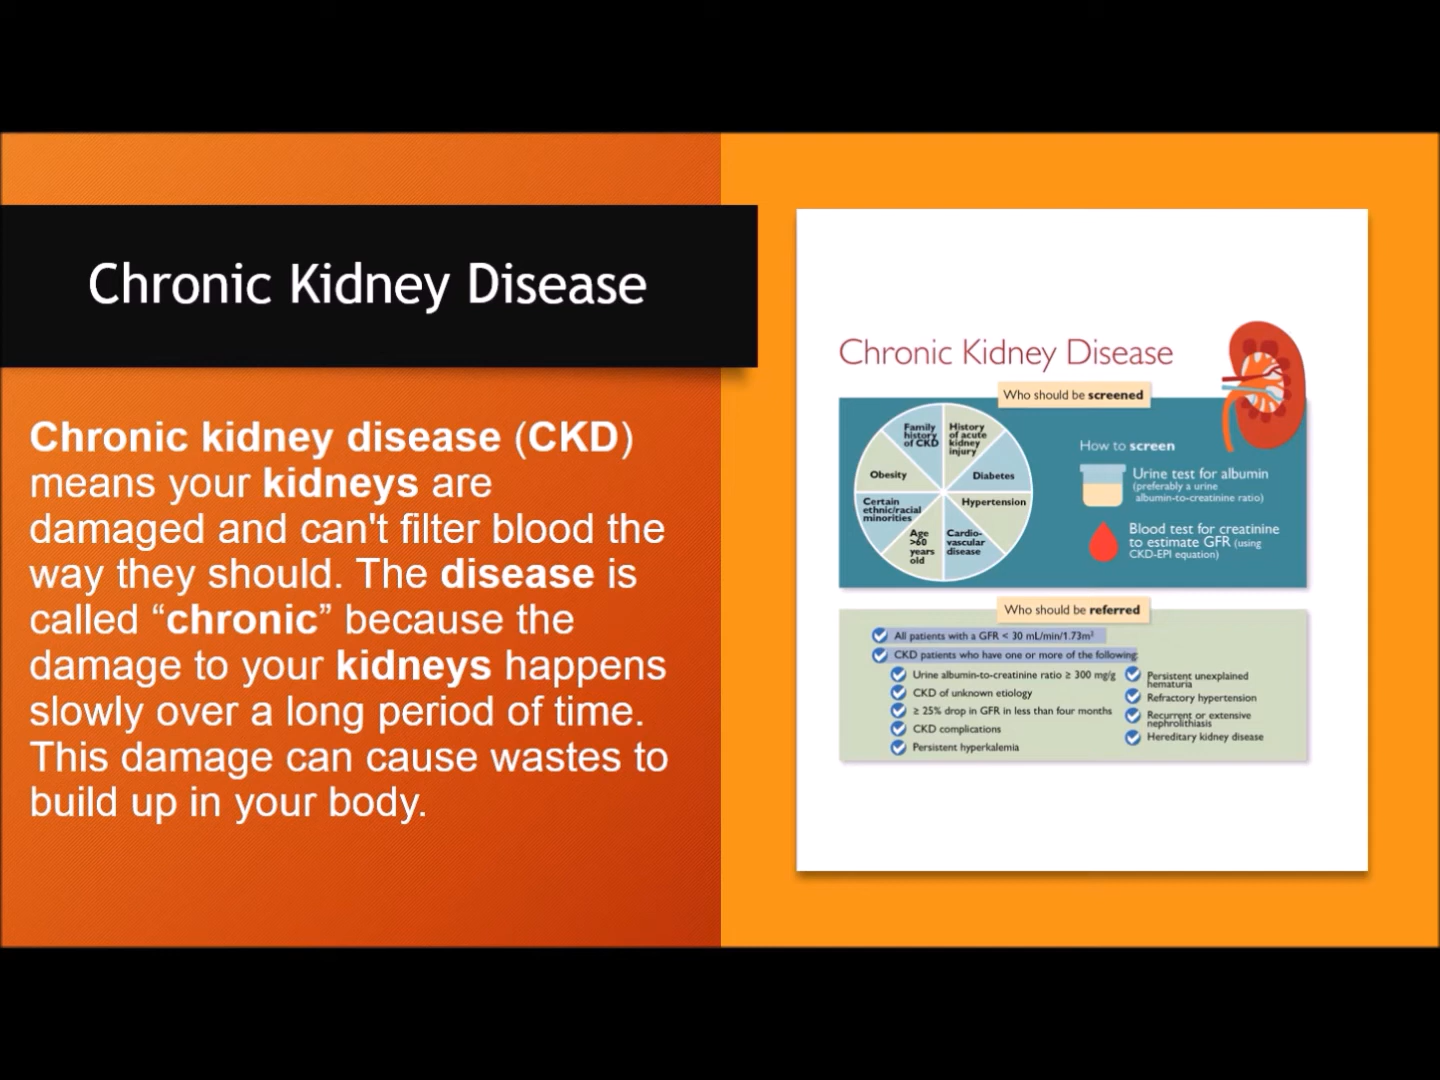 Chronic Kidney Disease
Chronic kidney disease (CKD)
means your kidneys are
damaged and can't filter blood the
way they should. The disease is
called “chronic” because the
damage to your kidneys happens
slowly over a long period of time.
This damage can cause wastes to
build up in your body.
Chronic Kidney Disease
Who should be screened
Family
history
of CKD
History
of acute
kidney
injury
Obesity
Diabetes
Certain
ethnic/racial
minorities
Hypertension
Age
>60
years
old
Cardio-
vascular
disease
How to screen
Urine test for albumin
(preferably a urine
albumin-to-creatinine ratio)
Blood test for creatinine
to estimate GFR (using
CKD-EPI equation)
Who should be referred
All patients with a GFR < 30 mL/min/1.73m²
CKD patients who have one or more of the following:
Urine albumin-to-creatinine ratio ≥ 300 mg/g
CKD of unknown etiology
≥ 25% drop in GFR in less than four months
CKD complications
Persistent hyperkalemia
Persistent unexplained
hematuria
Refractory hypertension
Recurrent or extensive
nephrolithiasis
Hereditary kidney disease